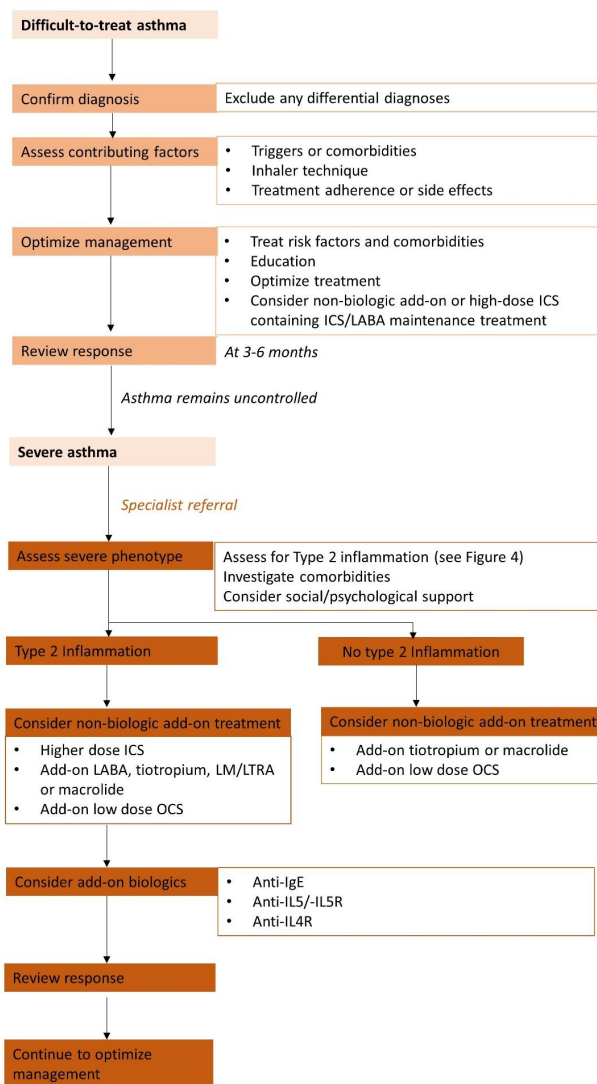 Difficult-to-treat asthma
Confirm diagnosis
Exclude any differential diagnoses
Assess contributing factors
• Triggers or comorbidities
• Inhaler technique
• Treatment adherence or side effects
Optimize management
• Treat risk factors and comorbidities
• Education
• Optimize treatment
• Consider non-biologic add-on or high-dose ICS
containing ICS/LABA maintenance treatment
Review response
At 3-6 months
Asthma remains uncontrolled
Severe asthma
Specialist referral
Assess severe phenotype
Assess for Type 2 inflammation (see Figure 4)
Investigate comorbidities
Consider social/psychological support
Type 2 Inflammation
No type 2 Inflammation
Consider non-biologic add-on treatment
• Higher dose ICS
• Add-on LABA, tiotropium, LM/LTRA
or macrolide
• Add-on low dose OCS
Consider non-biologic add-on treatment
• Add-on tiotropium or macrolide
• Add-on low dose OCS
Consider add-on biologics
• Anti-IgE
• Anti-IL5/-IL5R
• Anti-IL4R
Review response
Continue to optimize
management